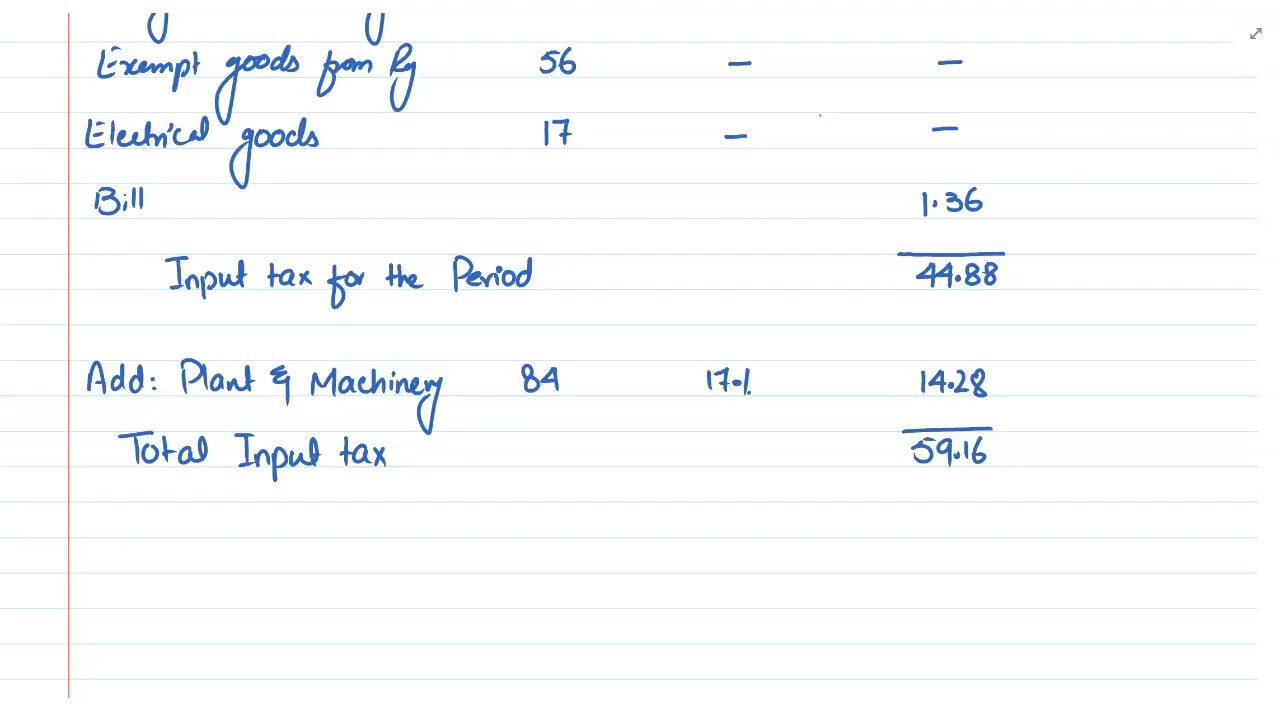 Exempt goods from Rg 56 - -
Electrical goods 17 - -
Bill 1.36
Input tax for the Period 44.88
Add: Plant & Machinery 84 17% 14.28
Total Input tax 59.16